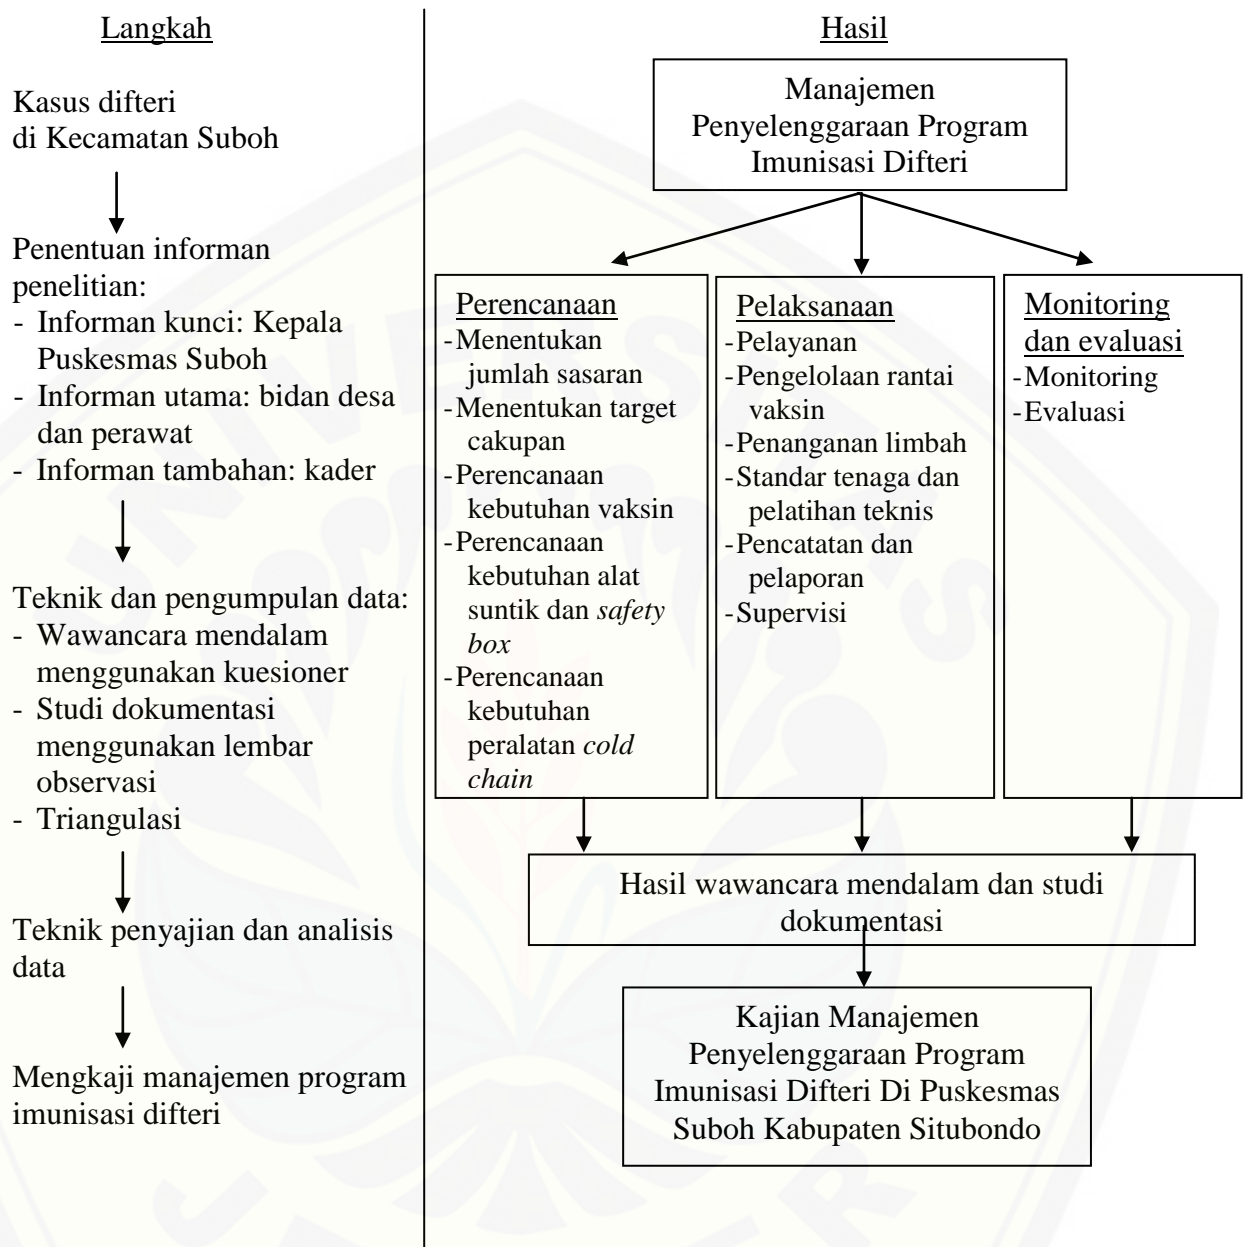 Langkah
Kasus difteri
di Kecamatan Suboh
Penentuan informan
penelitian:
- Informan kunci: Kepala
Puskesmas Suboh
- Informan utama: bidan desa
dan perawat
- Informan tambahan: kader
Teknik dan pengumpulan data:
- Wawancara mendalam
menggunakan kuesioner
- Studi dokumentasi
menggunakan lembar
observasi
- Triangulasi
Teknik penyajian dan analisis
data
Mengkaji manajemen program
imunisasi difteri
Hasil
Manajemen
Penyelenggaraan Program
Imunisasi Difteri
Perencanaan
-Menentukan
jumlah sasaran
-Menentukan target
cakupan
-Perencanaan
kebutuhan vaksin
-Perencanaan
kebutuhan alat
suntik dan safety
box
-Perencanaan
kebutuhan
peralatan cold
chain
Pelaksanaan
-Pelayanan
-Pengelolaan rantai
vaksin
-Penanganan limbah
-Standar tenaga dan
pelatihan teknis
-Pencatatan dan
pelaporan
-Supervisi
Monitoring
dan evaluasi
-Monitoring
-Evaluasi
Hasil wawancara mendalam dan studi
dokumentasi
Kajian Manajemen
Penyelenggaraan Program
Imunisasi Difteri Di Puskesmas
Suboh Kabupaten Situbondo
UNIVERSITAS
JEMBER